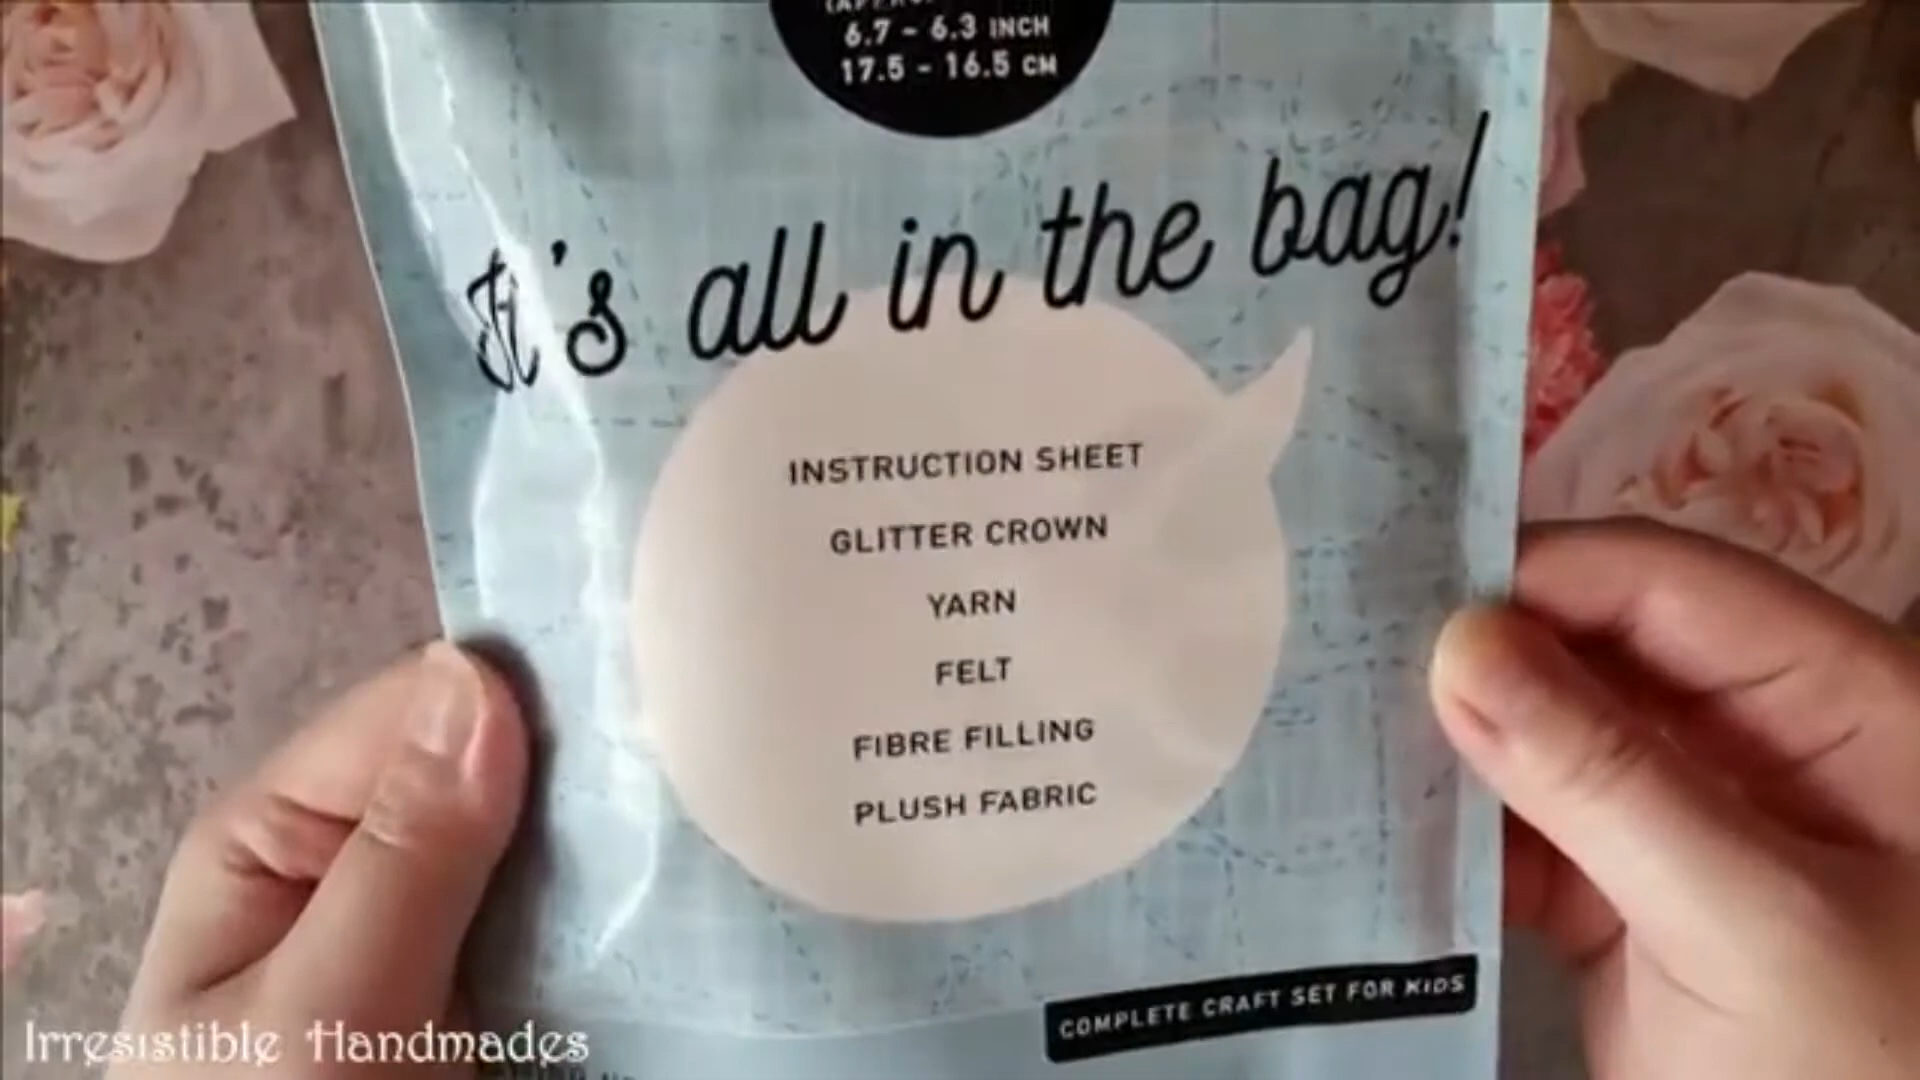 6.7 - 6.3 INCH
17.5 - 16.5 CM
It's all in the bag!
INSTRUCTION SHEET
GLITTER CROWN
YARN
FELT
FIBRE FILLING
PLUSH FABRIC
COMPLETE CRAFT SET FOR KIDS
Irresistible Handmades